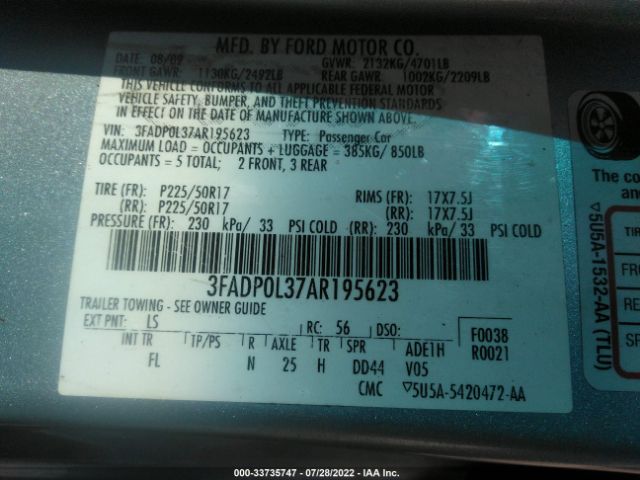 MFD. BY FORD MOTOR CO.
DATE: 08/09 GVWR: 2132KG/4701LB
FRONT GAWR: 1130KG/2492LB REAR GAWR: 1002KG/2209LB
THIS VEHICLE CONFORMS TO ALL APPLICABLE FEDERAL MOTOR
VEHICLE SAFETY, BUMPER, AND THEFT PREVENTION STANDARDS
IN EFFECT ON THE DATE OF MANUFACTURE SHOWN ABOVE.
VIN: 3FADP0L37AR195623 TYPE: Passenger Car
MAXIMUM LOAD = OCCUPANTS + LUGGAGE = 385KG/ 850LB
OCCUPANTS = 5 TOTAL; 2 FRONT, 3 REAR
TIRE (FR): P225/50R17 RIMS (FR): 17X7.5J
(RR): P225/50R17 (RR): 17X7.5J
PRESSURE (FR): 230 kPa/ 33 PSI COLD (RR): 230 kPa/ 33 PSI COLD
3FADP0L37AR195623
TRAILER TOWING - SEE OWNER GUIDE
EXT PNT: LS RC: 56 DSO: F0038
INT TR TP/PS R AXLE TR SPR ADE1H R0021
FL N 25 H DD44 V05
CMC ▽5U5A-5420472-AA
The co
and
▽5U5A-1532-AA (TLU)
TI
F
R
SP
000-33735747 - 07/28/2022 - IAA Inc.